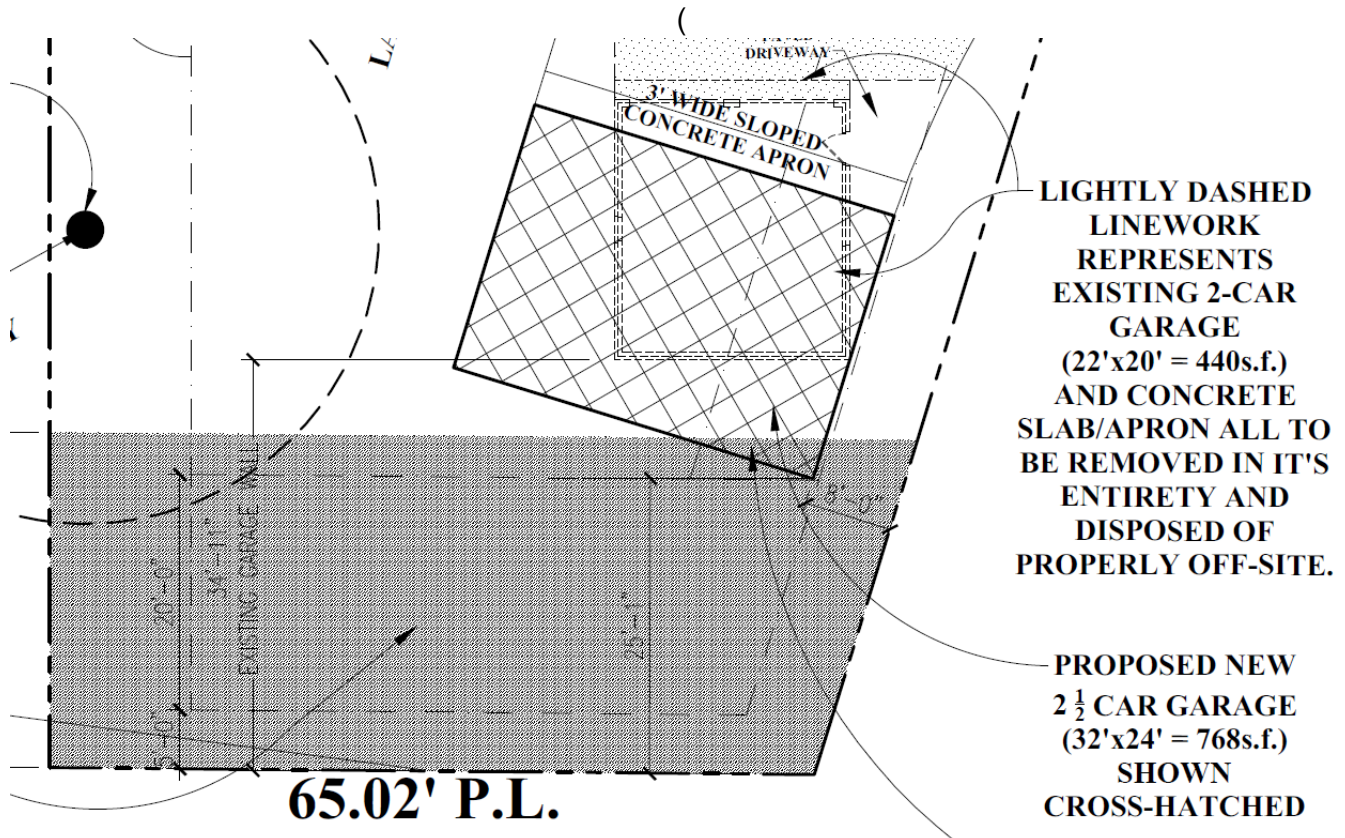 (
LA
DRIVEWAY
3' WIDE SLOPED
CONCRETE APRON
LIGHTLY DASHED
LINEWORK
REPRESENTS
EXISTING 2-CAR
GARAGE
(22'x20' = 440s.f.)
AND CONCRETE
SLAB/APRON ALL TO
BE REMOVED IN IT'S
ENTIRETY AND
DISPOSED OF
PROPERLY OFF-SITE.
8'-0"
20'-0"
34'-11"
EXISTING GARAGE WALL
25'-1"
5'-0"
PROPOSED NEW
2 1/2 CAR GARAGE
(32'x24' = 768s.f.)
SHOWN
CROSS-HATCHED
65.02' P.L.